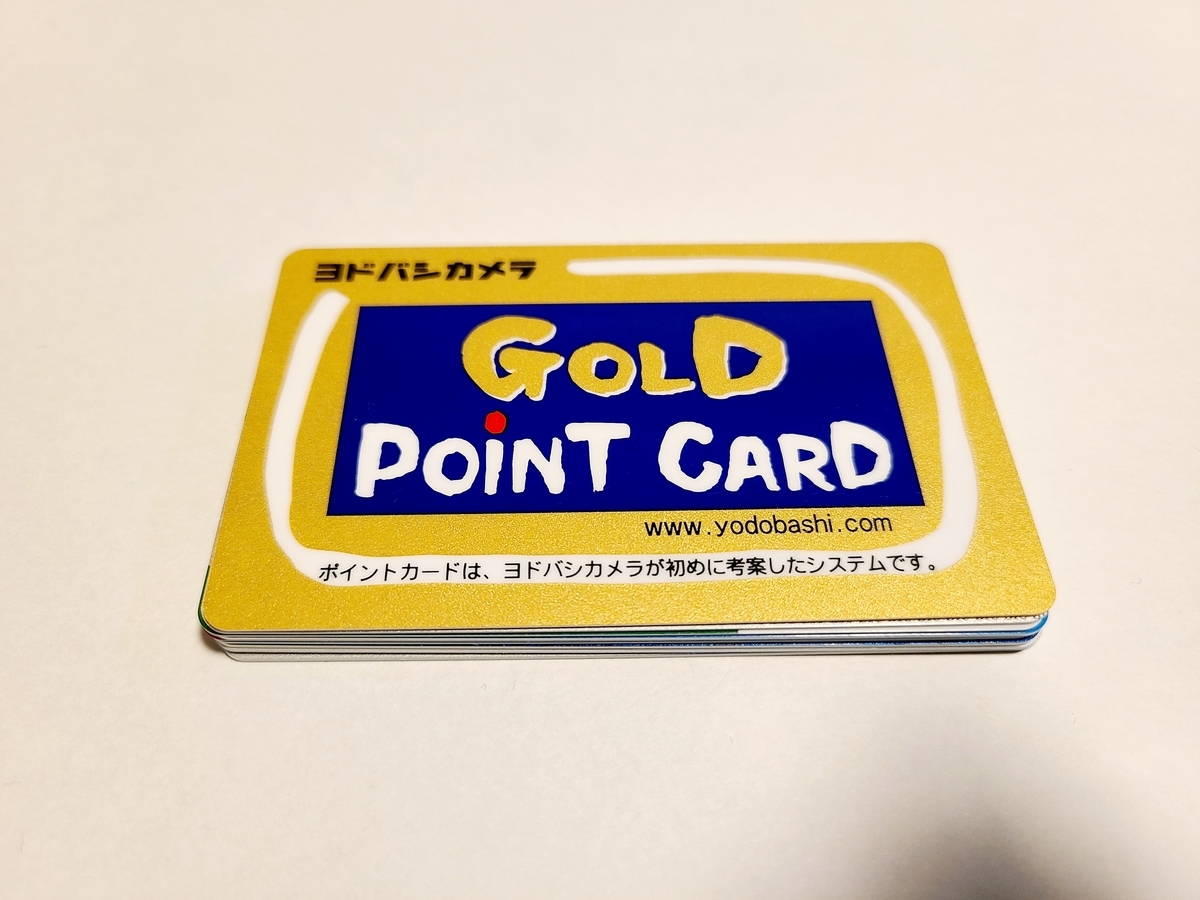 ヨドバシカメラ
GOLD
POiNT CARD
www.yodobashi.com
ポイントカードは、ヨドバシカメラが初めに考案したシステムです。